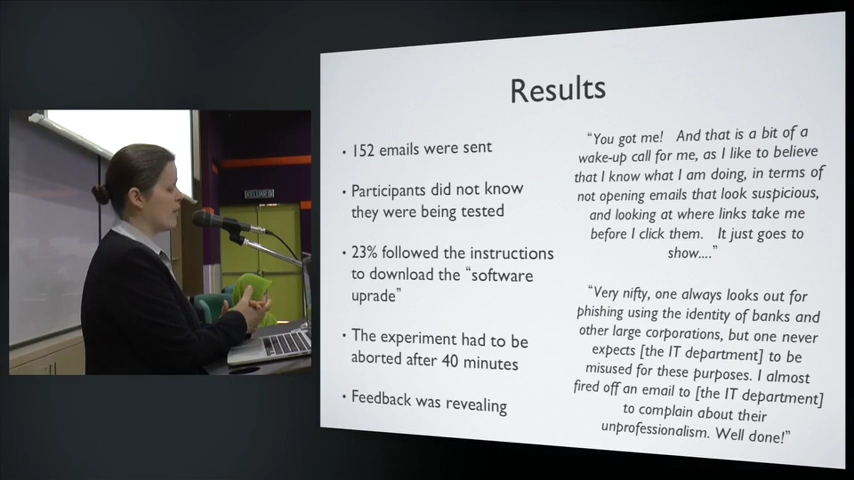 Results
• 152 emails were sent
• Participants did not know
they were being tested
• 23% followed the instructions
to download the “software
uprade”
• The experiment had to be
aborted after 40 minutes
• Feedback was revealing
“You got me! And that is a bit of a
wake-up call for me, as I like to believe
that I know what I am doing, in terms of
not opening emails that look suspicious,
and looking at where links take me
before I click them. It just goes to
show....”
“Very nifty, one always looks out for
phishing using the identity of banks and
other large corporations, but one never
expects [the IT department] to be
misused for these purposes. I almost
fired off an email to [the IT department]
to complain about their
unprofessionalism. Well done!”